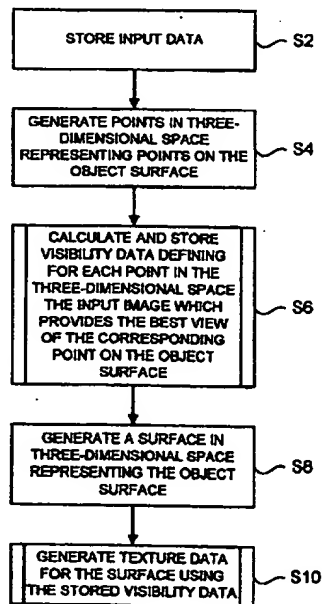 STORE INPUT DATA
S2
GENERATE POINTS IN THREE-
DIMENSIONAL SPACE
REPRESENTING POINTS ON THE
OBJECT SURFACE
S4
CALCULATE AND STORE
VISIBILITY DATA DEFINING
FOR EACH POINT IN THE
THREE-DIMENSIONAL SPACE
THE INPUT IMAGE WHICH
PROVIDES THE BEST VIEW
OF THE CORRESPONDING
POINT ON THE OBJECT
SURFACE
S6
GENERATE A SURFACE IN
THREE-DIMENSIONAL SPACE
REPRESENTING THE OBJECT
SURFACE
S8
GENERATE TEXTURE DATA
FOR THE SURFACE USING
THE STORED VISIBILITY DATA
S10